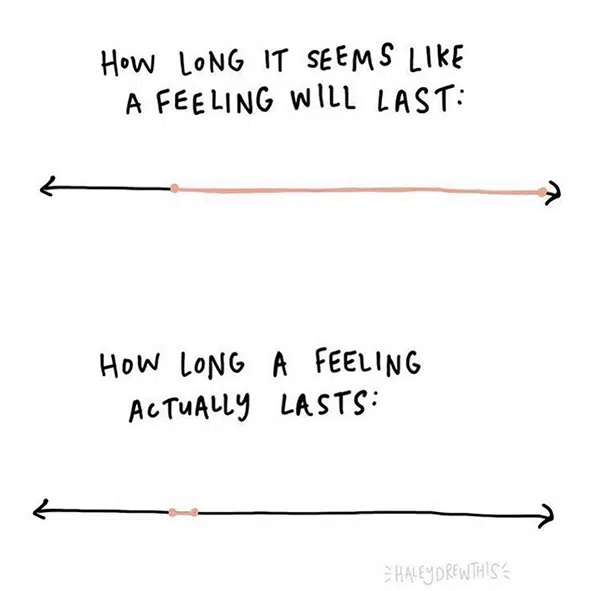 HOW LONG IT SEEMS LIKE
A FEELING WILL LAST:
HOW LONG A FEELING
ACTUALLY LASTS:
HALEYDREWTHIS